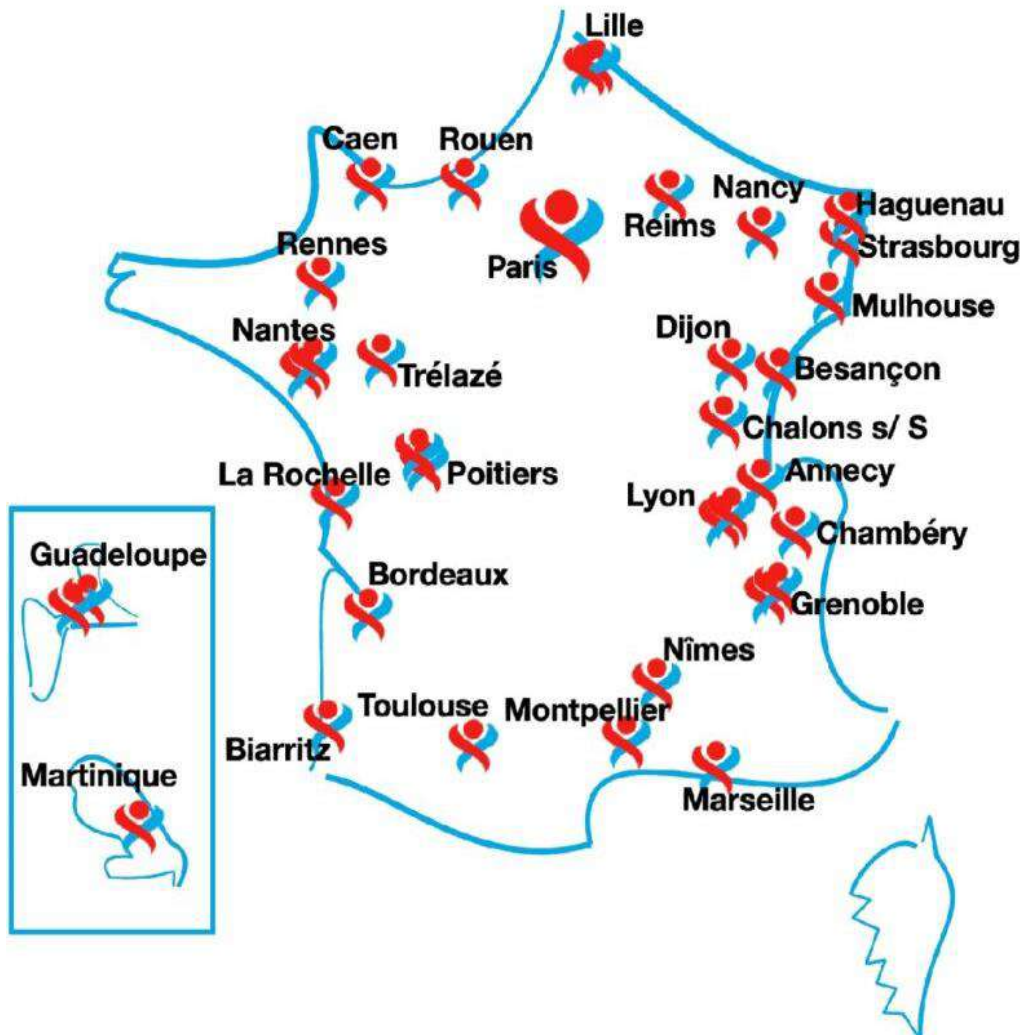 Lille
Caen
Rouen
Nancy
Haguenau
Reims
Strasbourg
Rennes
Paris
Mulhouse
Nantes
Dijon
Trélazé
Besançon
Chalons s/ S
La Rochelle
Poitiers
Annecy
Lyon
Chambéry
Guadeloupe
Bordeaux
Grenoble
Nîmes
Toulouse
Montpellier
Biarritz
Martinique
Marseille